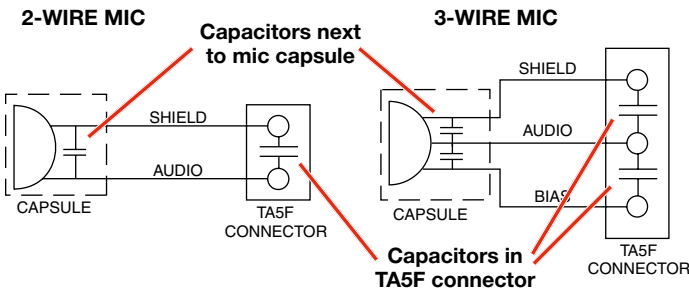 2-WIRE MIC
Capacitors next
to mic capsule
SHIELD
AUDIO
CAPSULE
TA5F
CONNECTOR
3-WIRE MIC
SHIELD
AUDIO
BIAS
CAPSULE
TA5F
CONNECTOR
Capacitors in
TA5F connector